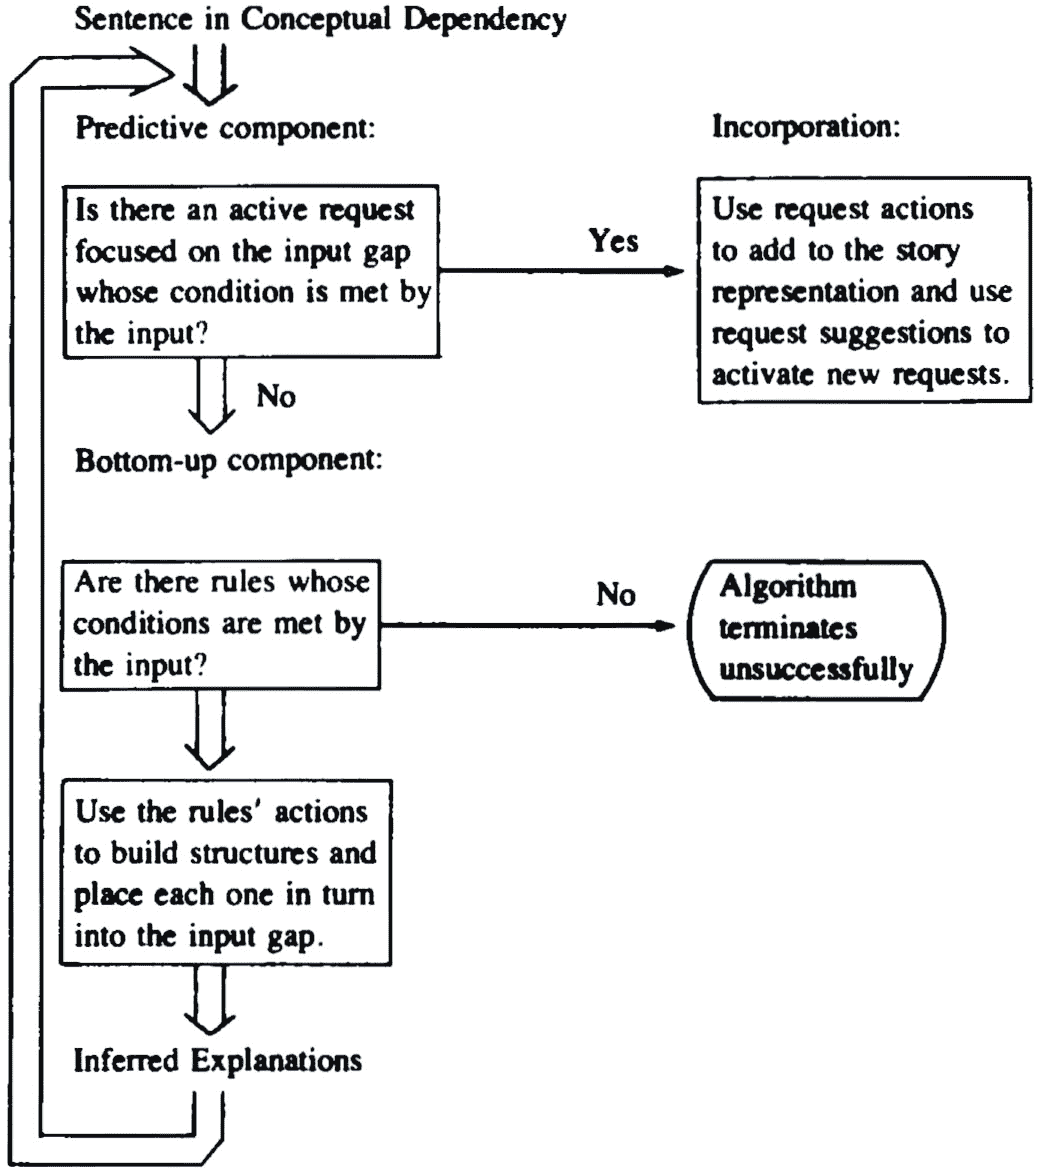 Sentence in Conceptual Dependency
Predictive component:
Incorporation:
Is there an active request
focused on the input gap
whose condition is met by
the input?
Yes
Use request actions
to add to the story
representation and use
request suggestions to
activate new requests.
No
Bottom-up component:
Are there rules whose
conditions are met by
the input?
No
Algorithm
terminates
unsuccessfully
Use the rules' actions
to build structures and
place each one in turn
into the input gap.
Inferred Explanations